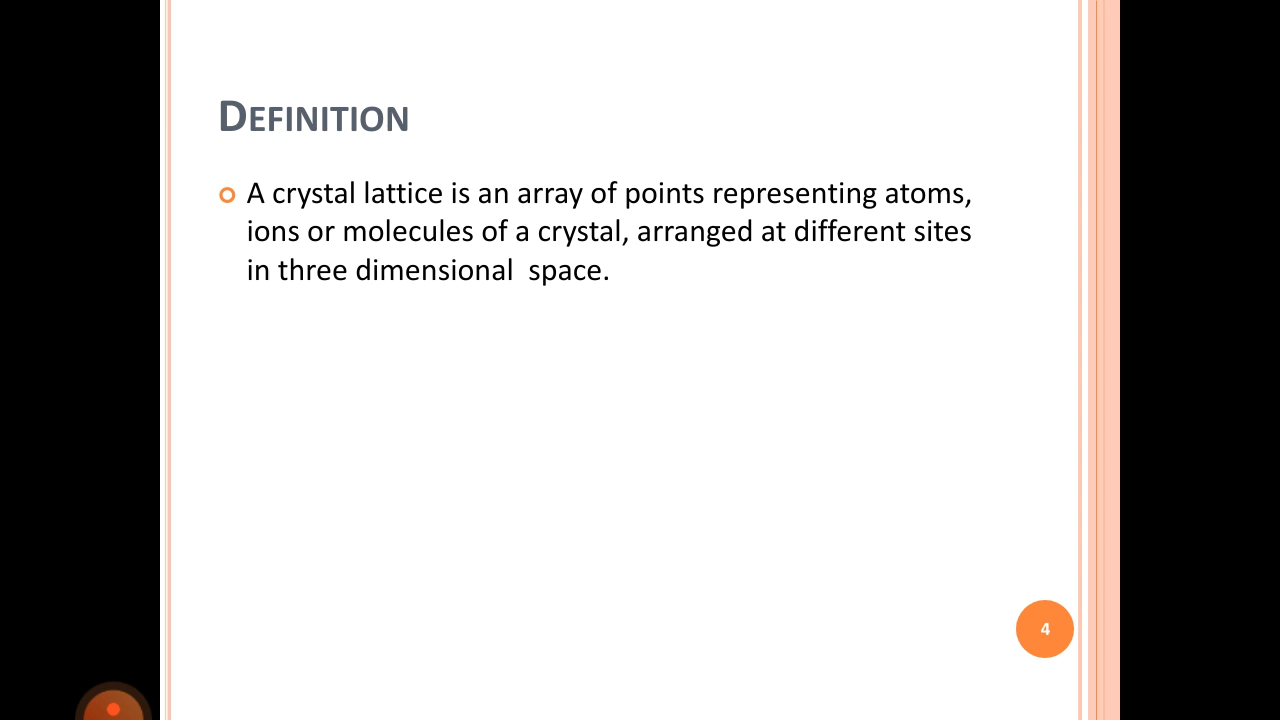 DEFINITION
A crystal lattice is an array of points representing atoms,
ions or molecules of a crystal, arranged at different sites
in three dimensional  space.
4